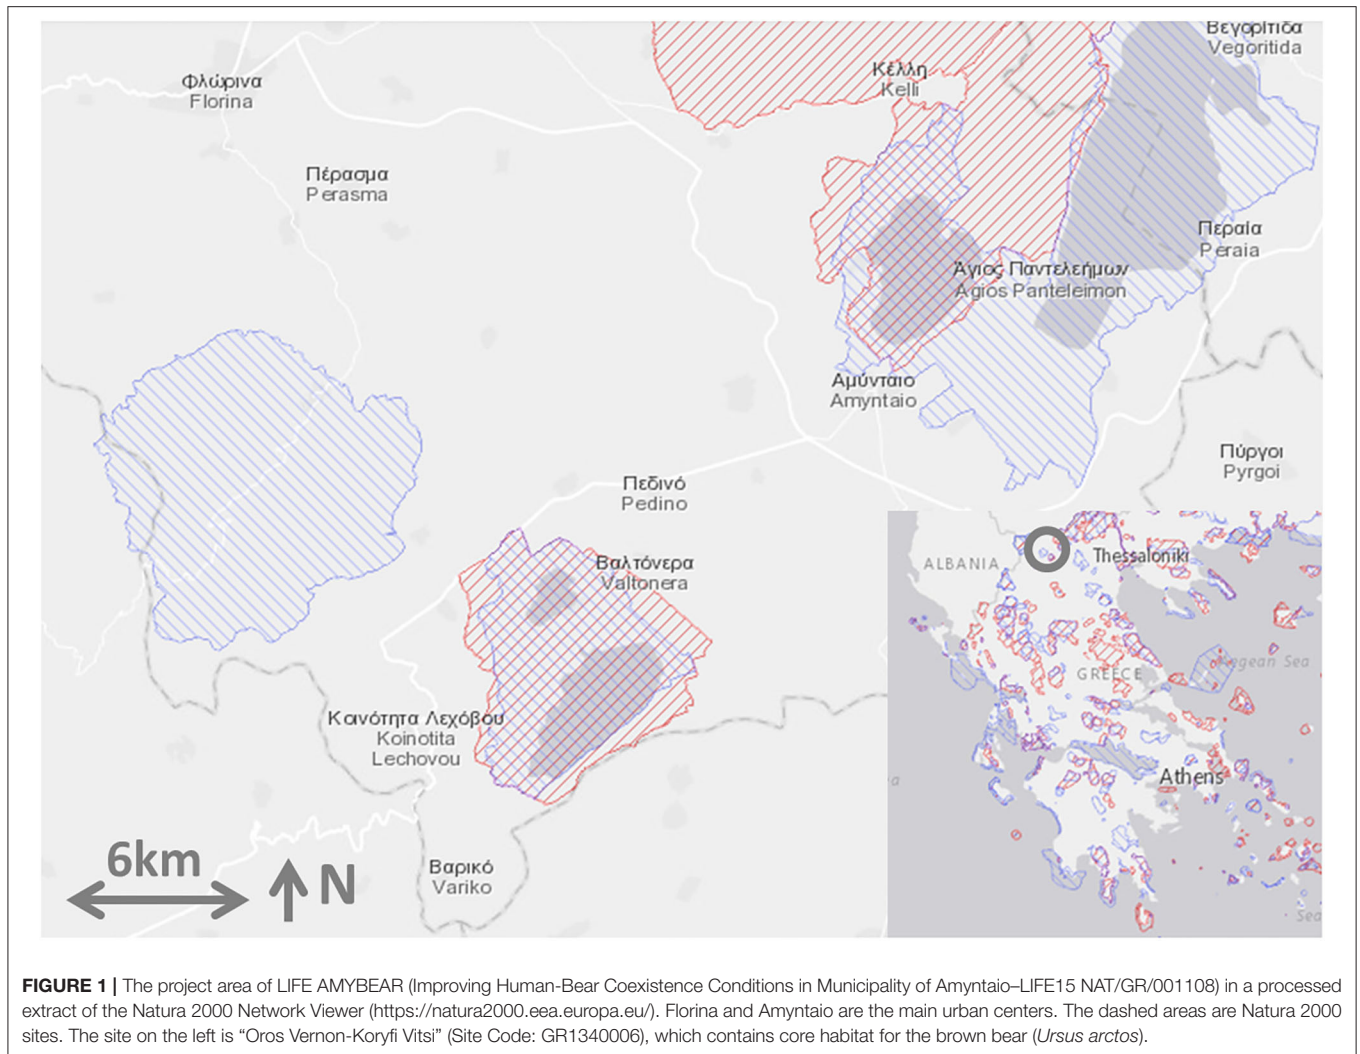 Βεγορίτιδα
Vegoritida
Φλώρινα
Florina
Κέλλη
Kelli
Πέρασμα
Perasma
Περαία
Peraia
Άγιος Παντελεήμων
Agios Panteleimon
Αμύνταιο
Amyntaio
Πύργοι
Pyrgoi
Πεδινό
Pedino
Βαλτόνερα
Valtonera
Κοινότητα Λεχόβου
Koinotita
Lechovou
Βαρικό
Variko
6km
N
ALBANIA
Thessaloniki
Aegean Sea
GREECE
Athens
Sea
FIGURE 1 | The project area of LIFE AMYBEAR (Improving Human-Bear Coexistence Conditions in Municipality of Amyntaio–LIFE15 NAT/GR/001108) in a processed
extract of the Natura 2000 Network Viewer (https://natura2000.eea.europa.eu/). Florina and Amyntaio are the main urban centers. The dashed areas are Natura 2000
sites. The site on the left is “Oros Vernon-Koryfi Vitsi” (Site Code: GR1340006), which contains core habitat for the brown bear (Ursus arctos).